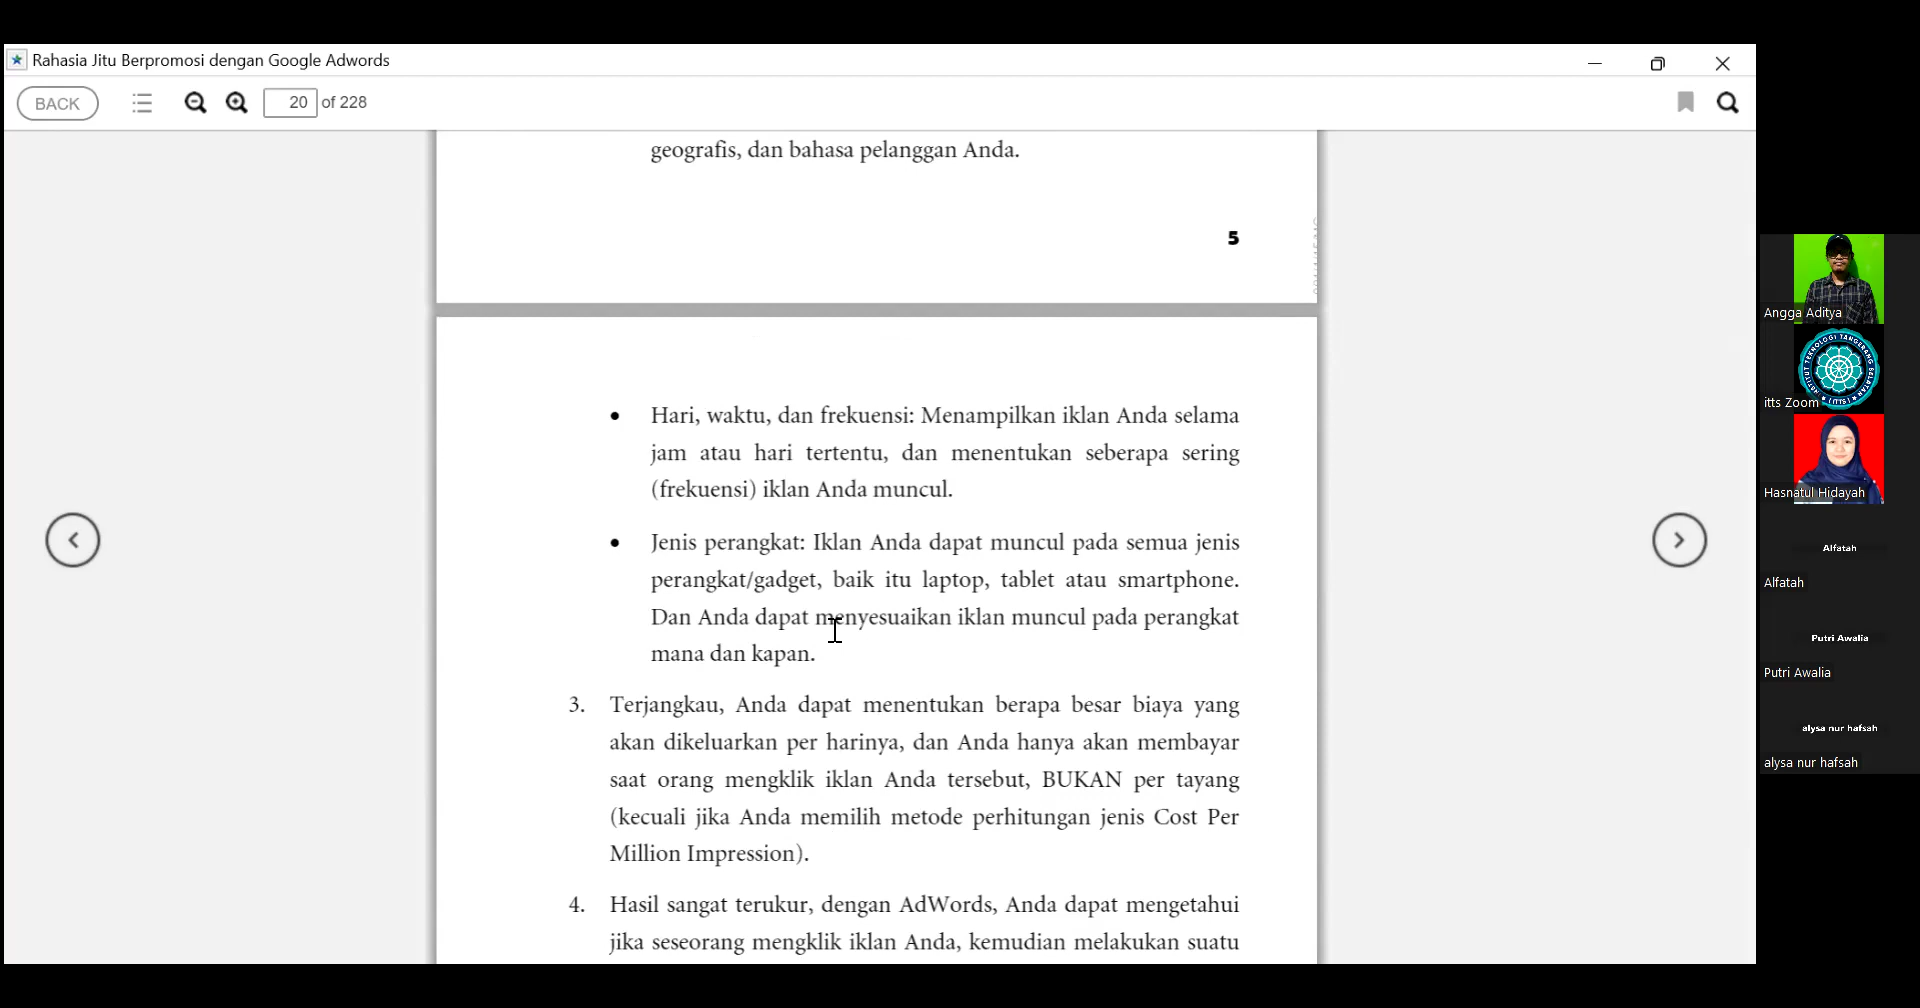 Rahasia Jitu Berpromosi dengan Google Adwords
BACK
20 of 228
geografis, dan bahasa pelanggan Anda.
5
• Hari, waktu, dan frekuensi: Menampilkan iklan Anda selama
jam atau hari tertentu, dan menentukan seberapa sering
(frekuensi) iklan Anda muncul.
• Jenis perangkat: Iklan Anda dapat muncul pada semua jenis
perangkat/gadget, baik itu laptop, tablet atau smartphone.
Dan Anda dapat menyesuaikan iklan muncul pada perangkat
mana dan kapan.
3. Terjangkau, Anda dapat menentukan berapa besar biaya yang
akan dikeluarkan per harinya, dan Anda hanya akan membayar
saat orang mengklik iklan Anda tersebut, BUKAN per tayang
(kecuali jika Anda memilih metode perhitungan jenis Cost Per
Million Impression).
4. Hasil sangat terukur, dengan AdWords, Anda dapat mengetahui
jika seseorang mengklik iklan Anda, kemudian melakukan suatu
Angga Aditya
INSTITUT TEKNOLOGI TANGERANG SELATAN
(ITTS)
itts Zoom
Hasnatul Hidayah
Alfatah
Alfatah
Putri Awalia
Putri Awalia
alysa nur hafsah
alysa nur hafsah